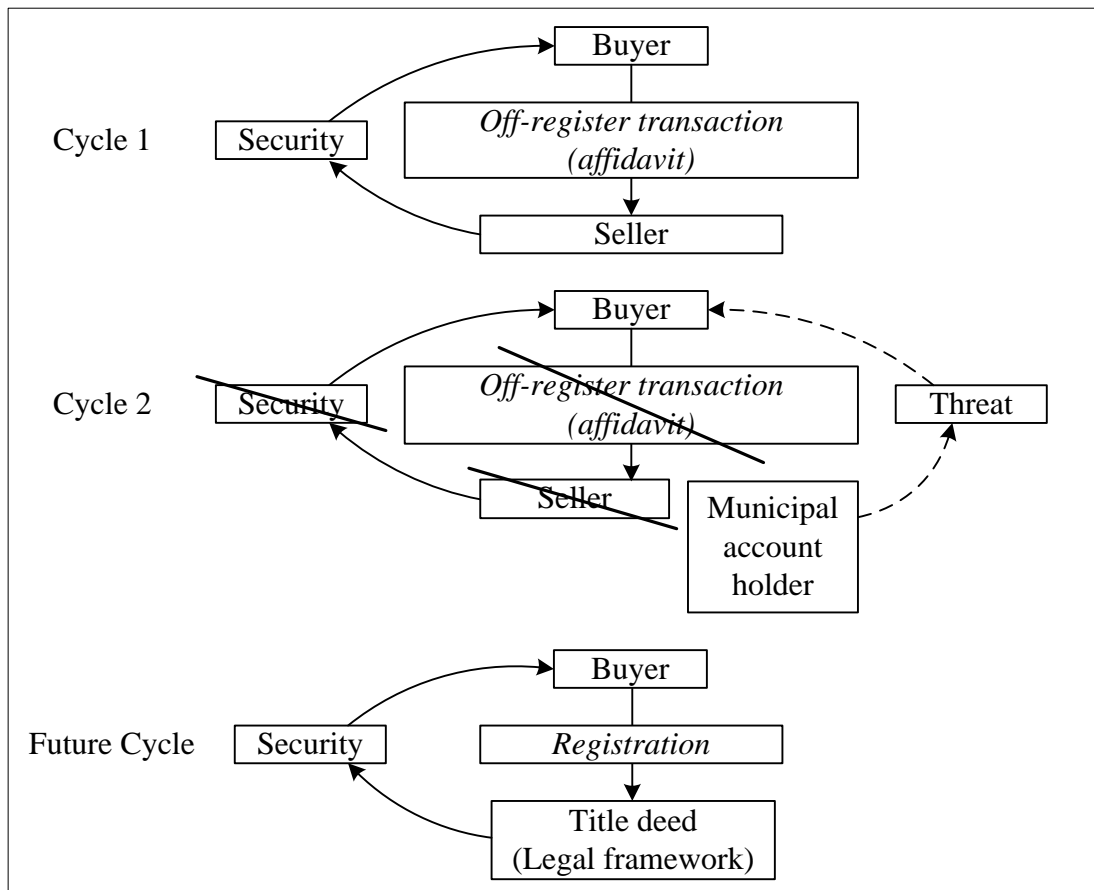 Buyer
Cycle 1
Security
Off-register transaction
(affidavit)
Seller
Buyer
Cycle 2
Security
Off-register transaction
(affidavit)
Threat
Seller
Municipal
account
holder
Buyer
Future Cycle
Security
Registration
Title deed
(Legal framework)